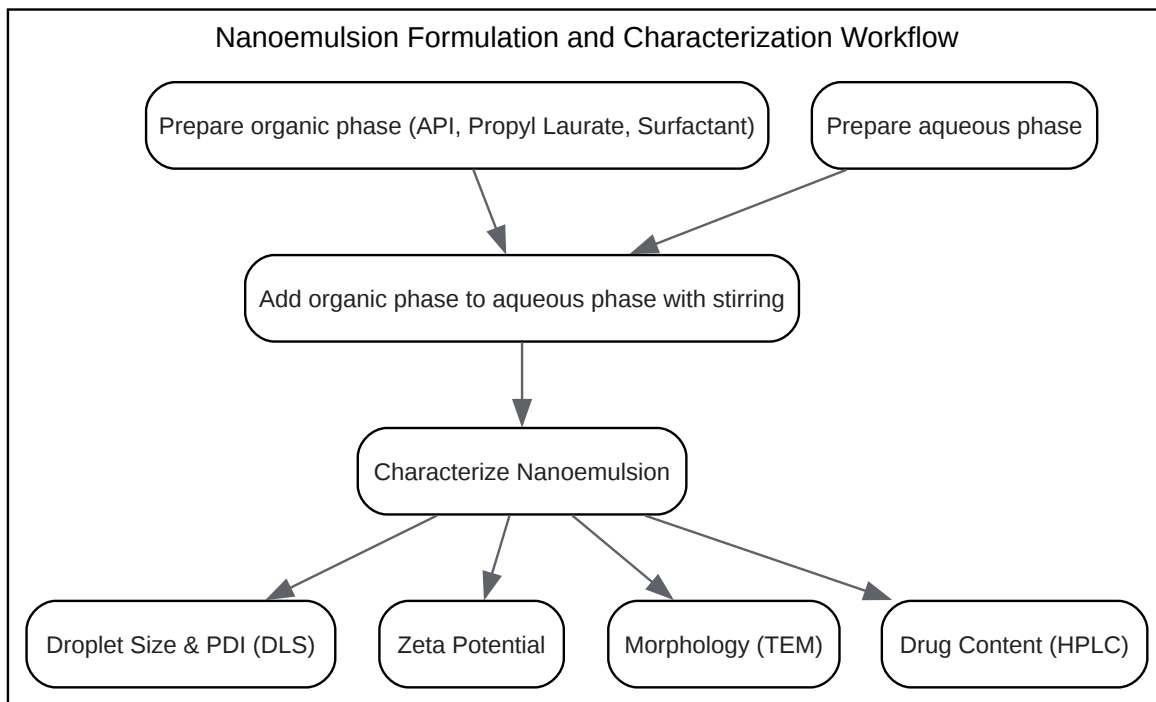 Nanoemulsion Formulation and Characterization Workflow
Prepare organic phase (API, Propyl Laurate, Surfactant)
Prepare aqueous phase
Add organic phase to aqueous phase with stirring
Characterize Nanoemulsion
Droplet Size & PDI (DLS)
Zeta Potential
Morphology (TEM)
Drug Content (HPLC)